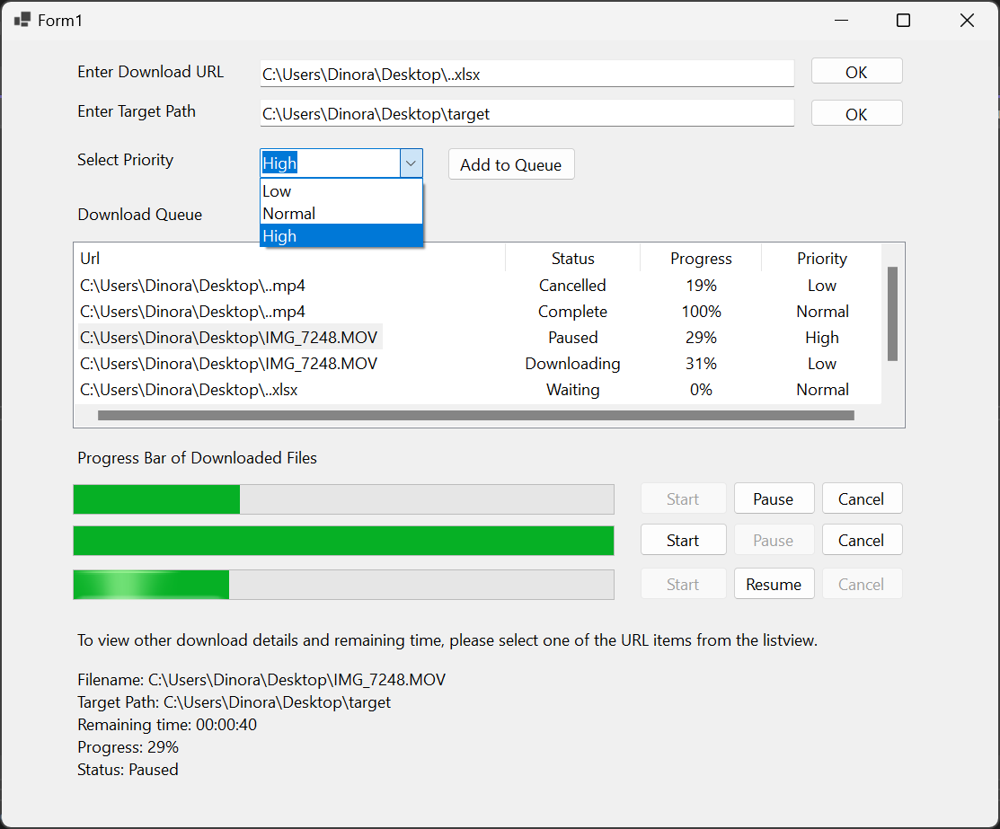 Form1
Enter Download URL C:\Users\Dinora\Desktop\..xlsx OK
Enter Target Path C:\Users\Dinora\Desktop\target OK
Select Priority High Add to Queue
Low
Normal
Download Queue
High
Url Status Progress Priority
C:\Users\Dinora\Desktop\..mp4 Cancelled 19% Low
C:\Users\Dinora\Desktop\..mp4 Complete 100% Normal
C:\Users\Dinora\Desktop\IMG_7248.MOV Paused 29% High
C:\Users\Dinora\Desktop\IMG_7248.MOV Downloading 31% Low
C:\Users\Dinora\Desktop\..xlsx Waiting 0% Normal
Progress Bar of Downloaded Files
Start Pause Cancel
Start Pause Cancel
Start Resume Cancel
To view other download details and remaining time, please select one of the URL items from the listview.
Filename: C:\Users\Dinora\Desktop\IMG_7248.MOV
Target Path: C:\Users\Dinora\Desktop\target
Remaining time: 00:00:40
Progress: 29%
Status: Paused